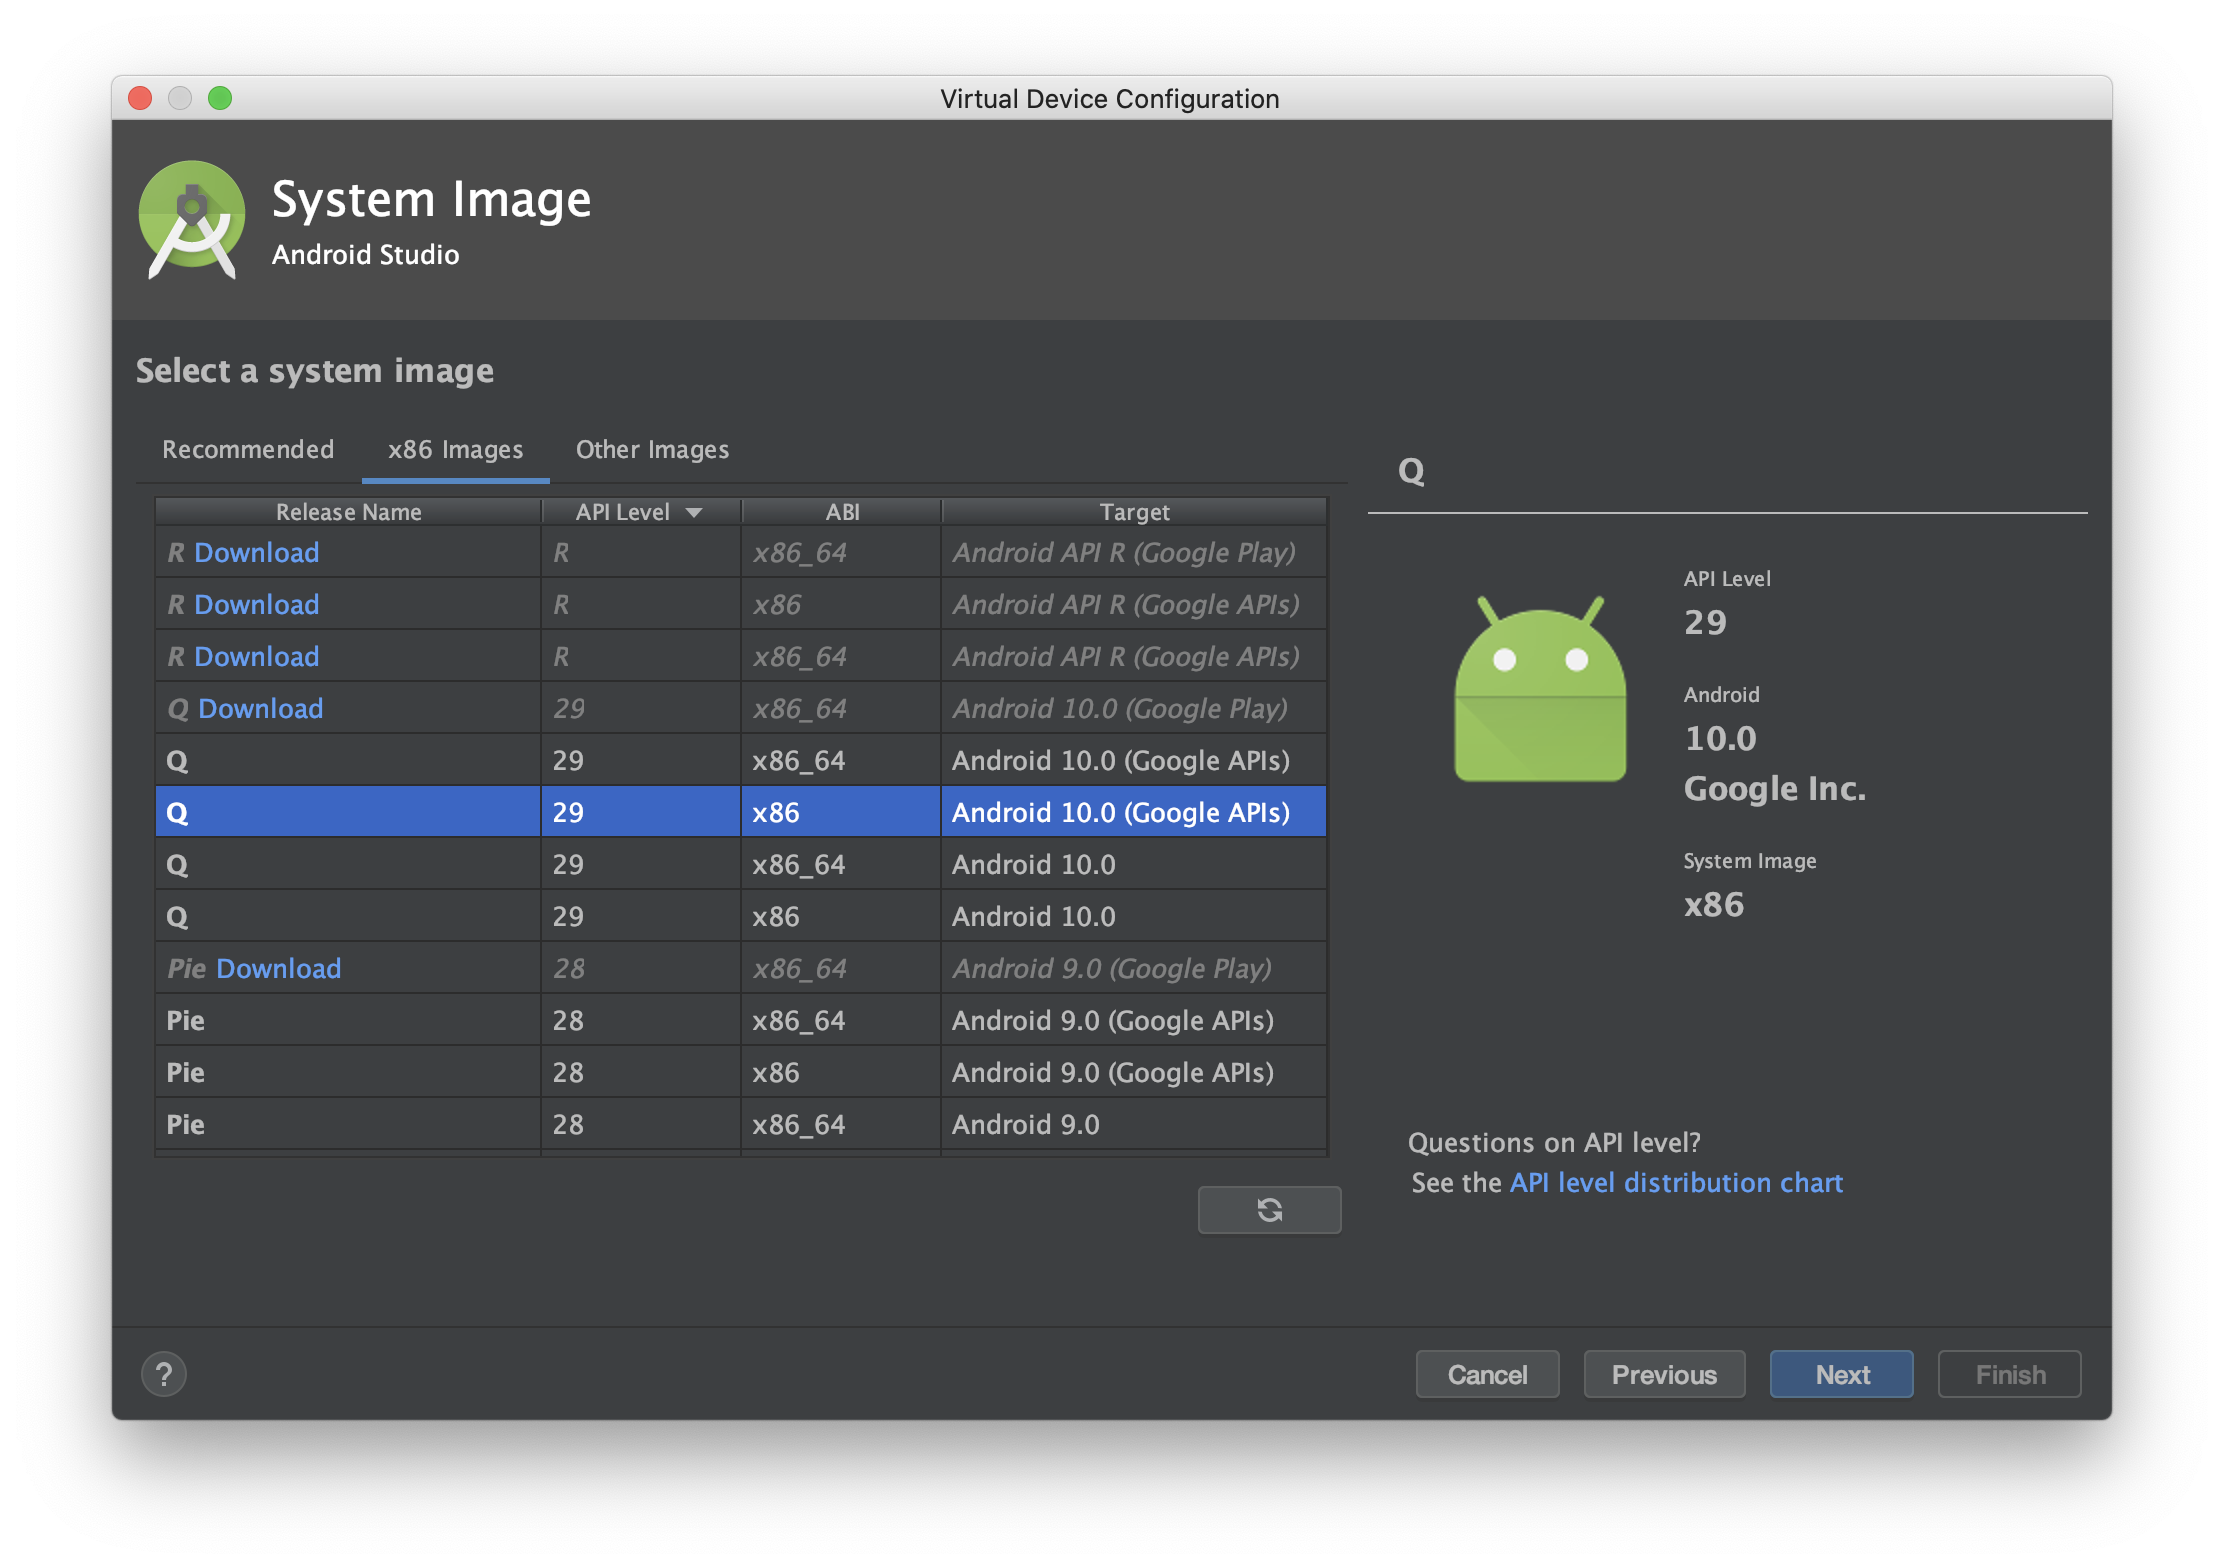 Virtual Device Configuration
System Image
Android Studio
Select a system image
Recommended x86 Images Other Images
Release Name API Level ABI Target
R Download R x86_64 Android API R (Google Play)
R Download R x86 Android API R (Google APIs)
R Download R x86_64 Android API R (Google APIs)
Q Download 29 x86_64 Android 10.0 (Google Play)
Q 29 x86_64 Android 10.0 (Google APIs)
Q 29 x86 Android 10.0 (Google APIs)
Q 29 x86_64 Android 10.0
Q 29 x86 Android 10.0
Pie Download 28 x86_64 Android 9.0 (Google Play)
Pie 28 x86_64 Android 9.0 (Google APIs)
Pie 28 x86 Android 9.0 (Google APIs)
Pie 28 x86_64 Android 9.0
Q
API Level
29
Android
10.0
Google Inc.
System Image
x86
Questions on API level?
See the API level distribution chart
? Cancel Previous Next Finish